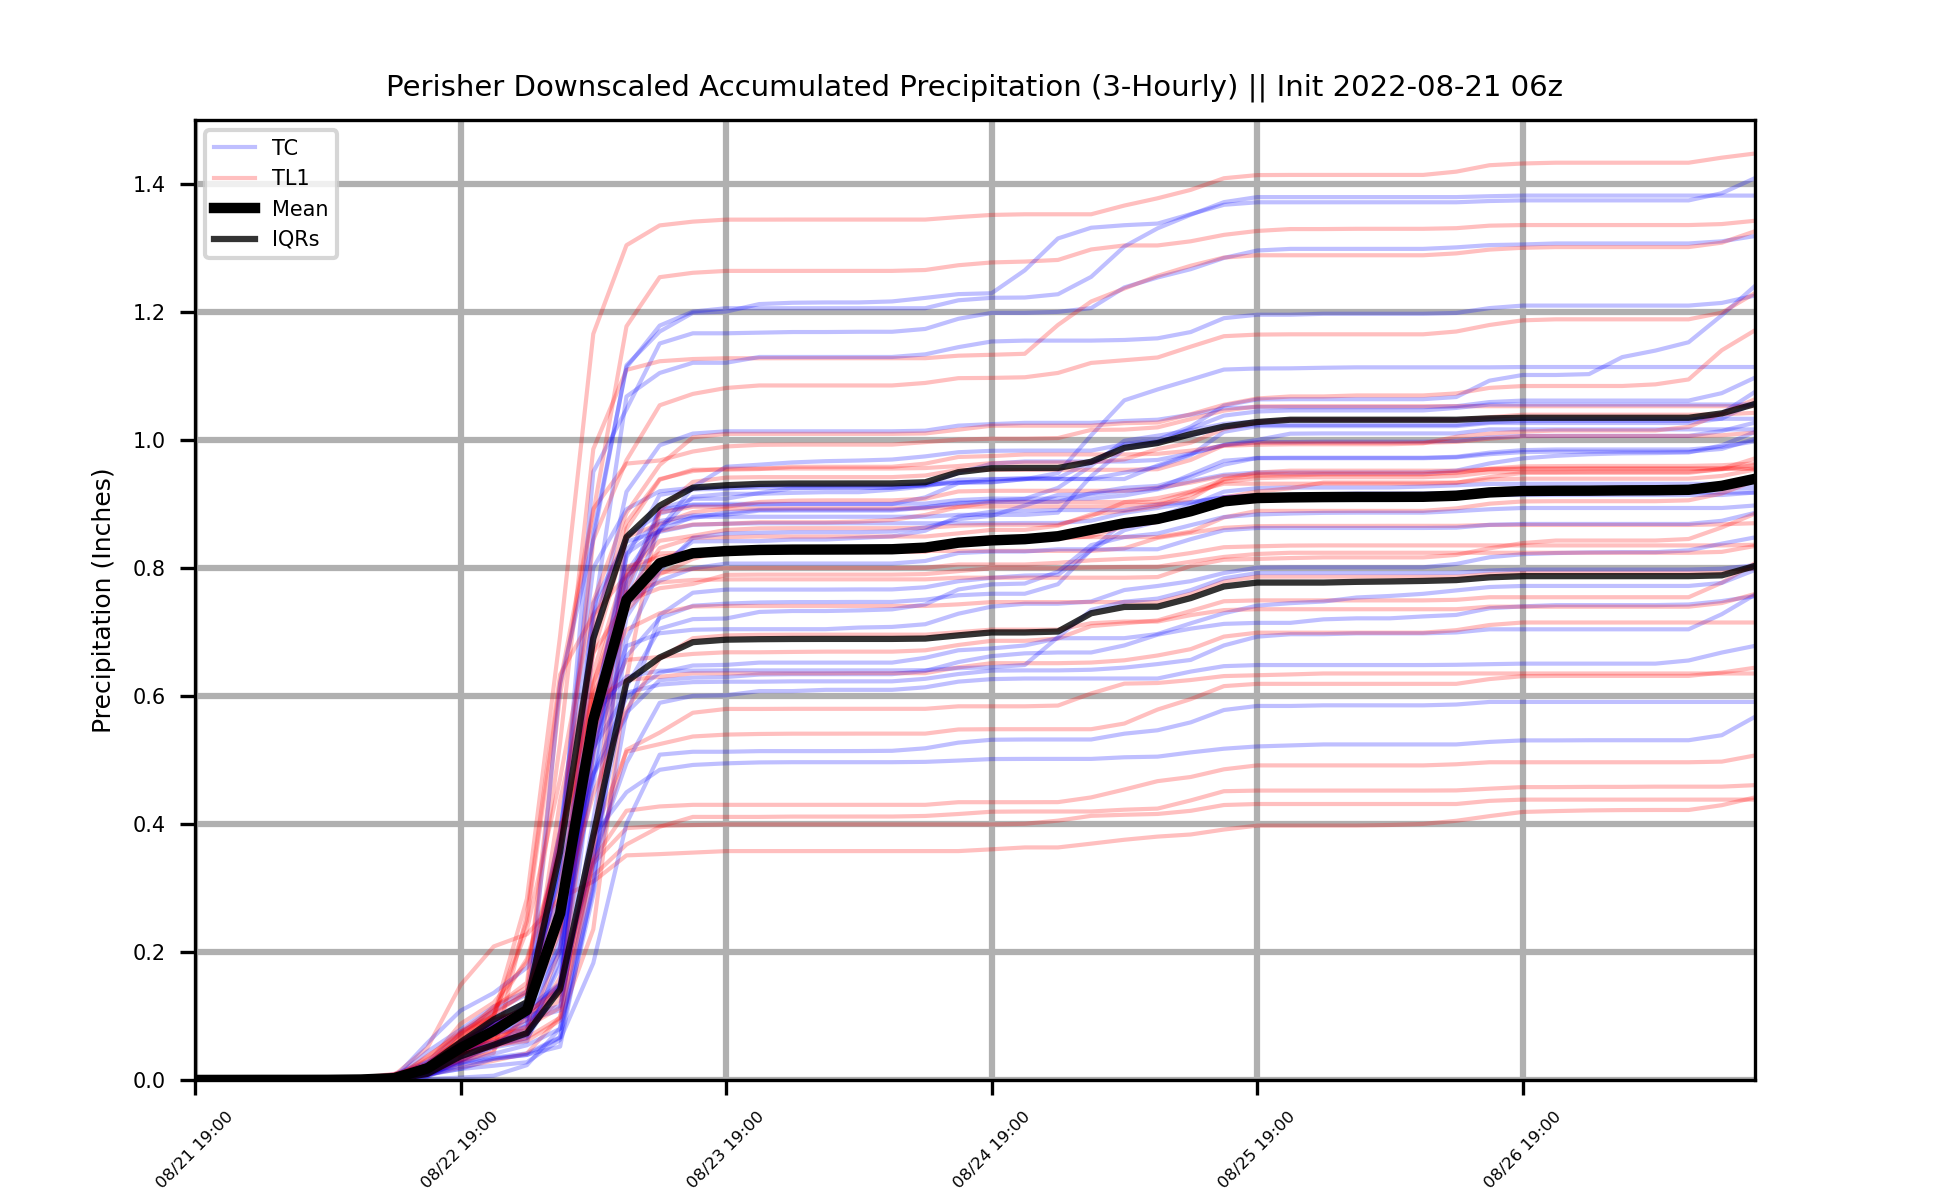 Perisher Downscaled Accumulated Precipitation (3-Hourly) || Init 2022-08-21 06z
TC
TL1
Mean
IQRs
Precipitation (Inches)
1.4
1.2
1.0
0.8
0.6
0.4
0.2
0.0
08/21 19:00
08/22 19:00
08/23 19:00
08/24 19:00
08/25 19:00
08/26 19:00